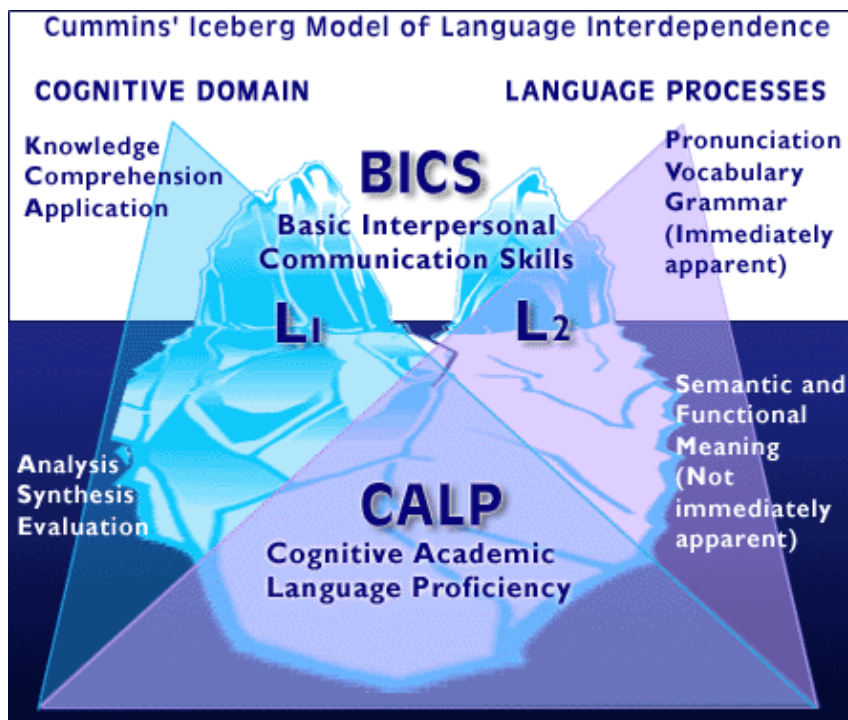 Cummins' Iceberg Model of Language Interdependence
COGNITIVE DOMAIN
Knowledge
Comprehension
Application
LANGUAGE PROCESSES
Pronunciation
Vocabulary
Grammar
(Immediately
apparent)
BICS
Basic Interpersonal
Communication Skills
L1
L2
Analysis
Synthesis
Evaluation
Semantic and
Functional
Meaning
(Not
immediately
apparent)
CALP
Cognitive Academic
Language Proficiency